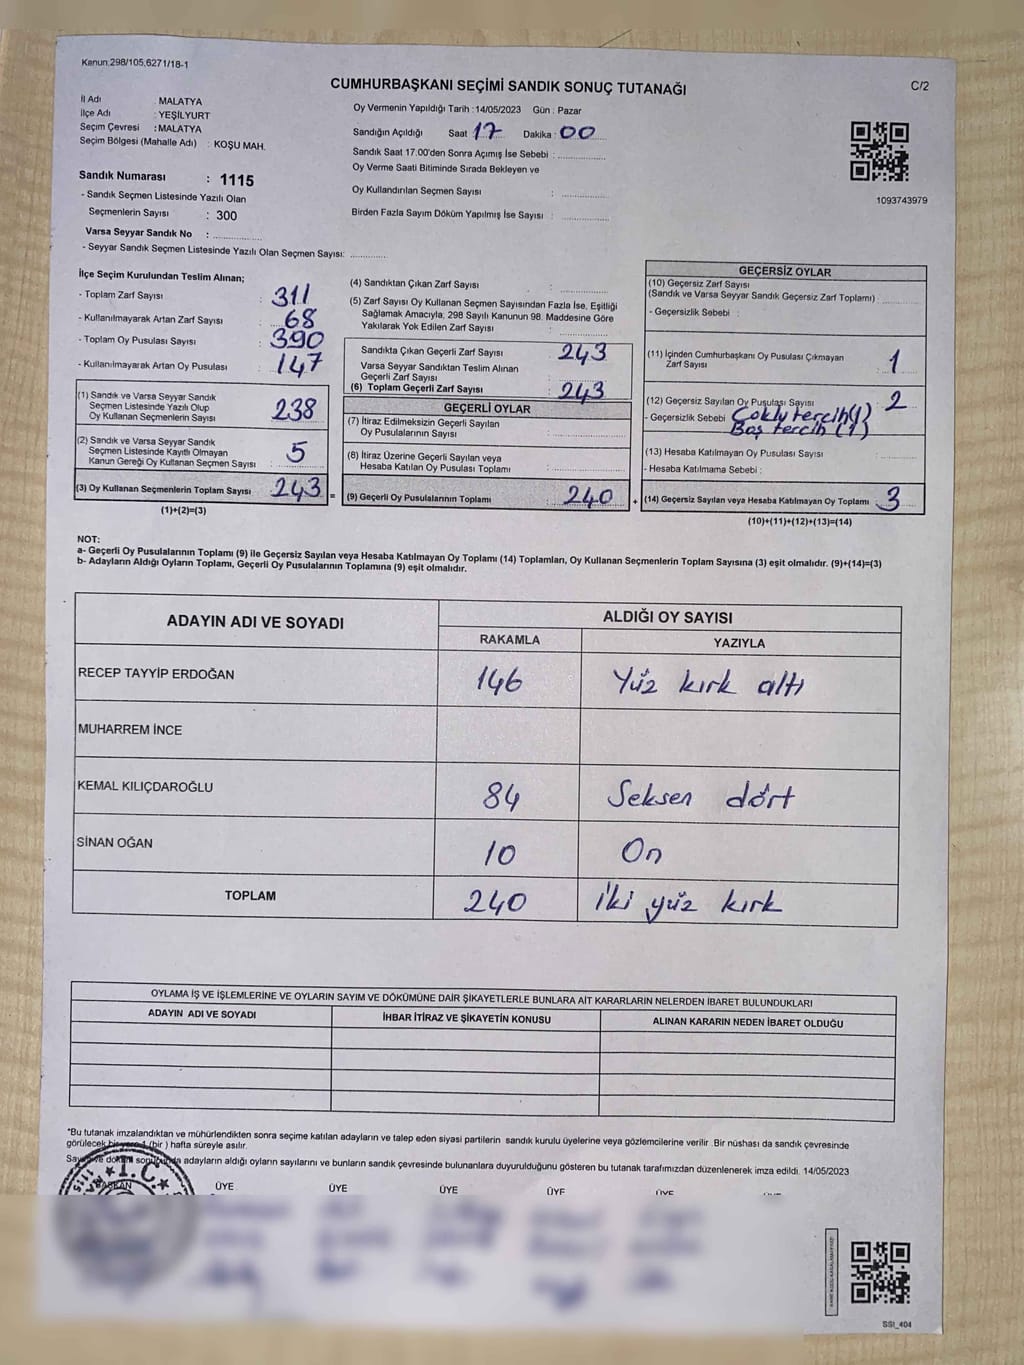 Kanun.298/105,6271/18-1
CUMHURBAŞKANI SEÇİMİ SANDIK SONUÇ TUTANAĞI
C/2
İl Adı : MALATYA
İlçe Adı : YEŞİLYURT
Seçim Çevresi : MALATYA
Seçim Bölgesi (Mahalle Adı) : KOŞU MAH.
Sandık Numarası : 1115
- Sandık Seçmen Listesinde Yazılı Olan
Seçmenlerin Sayısı : 300
Varsa Seyyar Sandık No : ..............
- Seyyar Sandık Seçmen Listesinde Yazılı Olan Seçmen Sayısı: ............
Oy Vermenin Yapıldığı Tarih : 14/05/2023 Gün : Pazar
Sandığın Açıldığı Saat 17 Dakika : 00
Sandık Saat 17:00'den Sonra Açımış İse Sebebi : ..............
Oy Verme Saati Bitiminde Sırada Bekleyen ve
Oy Kullandırılan Seçmen Sayısı : ..............
Birden Fazla Sayım Döküm Yapılmış İse Sayısı : ..............
1093743979
İlçe Seçim Kurulundan Teslim Alınan;
- Toplam Zarf Sayısı : 311
- Kullanılmayarak Artan Zarf Sayısı : 68
- Toplam Oy Pusulası Sayısı : 390
- Kullanılmayarak Artan Oy Pusulası : 147
(1) Sandık ve Varsa Seyyar Sandık
Seçmen Listesinde Yazılı Olup
Oy Kullanan Seçmenlerin Sayısı : 238
(2) Sandık ve Varsa Seyyar Sandık
Seçmen Listesinde Kayıtlı Olmayan
Kanun Gereği Oy Kullanan Seçmen Sayısı : 5
(3) Oy Kullanan Seçmenlerin Toplam Sayısı : 243
(1)+(2)=(3)
(4) Sandıktan Çıkan Zarf Sayısı : ..............
(5) Zarf Sayısı Oy Kullanan Seçmen Sayısından Fazla İse, Eşitliği
Sağlamak Amacıyla; 298 Sayılı Kanunun 98. Maddesine Göre
Yakılarak Yok Edilen Zarf Sayısı : ..............
Sandıkta Çıkan Geçerli Zarf Sayısı : 243
Varsa Seyyar Sandıktan Teslim Alınan
Geçerli Zarf Sayısı :
(6) Toplam Geçerli Zarf Sayısı : 243
GEÇERLİ OYLAR
(7) İtiraz Edilmeksizin Geçerli Sayılan
Oy Pusulalarının Sayısı : ..............
(8) İtiraz Üzerine Geçerli Sayılan veya
Hesaba Katılan Oy Pusulası Toplamı : ..............
= (9) Geçerli Oy Pusulalarının Toplamı : 240 +
GEÇERSİZ OYLAR
(10) Geçersiz Zarf Sayısı
(Sandık ve Varsa Seyyar Sandık Geçersiz Zarf Toplamı) : ..........
- Geçersizlik Sebebi :
(11) İçinden Cumhurbaşkanı Oy Pusulası Çıkmayan
Zarf Sayısı : 1
(12) Geçersiz Sayılan Oy Pusulası Sayısı : 2
- Geçersizlik Sebebi : Çoklu tercih(1)
Boş tercih (1)
(13) Hesaba Katılmayan Oy Pusulası Sayısı : ..........
- Hesaba Katılmama Sebebi :
(14) Geçersiz Sayılan veya Hesaba Katılmayan Oy Toplamı : 3
(10)+(11)+(12)+(13)=(14)
NOT:
a- Geçerli Oy Pusulalarının Toplamı (9) ile Geçersiz Sayılan veya Hesaba Katılmayan Oy Toplamı (14) Toplamları, Oy Kullanan Seçmenlerin Toplam Sayısına (3) eşit olmalıdır. (9)+(14)=(3)
b- Adayların Aldığı Oyların Toplamı, Geçerli Oy Pusulalarının Toplamına (9) eşit olmalıdır.
ADAYIN ADI VE SOYADI ALDIĞI OY SAYISI
RAKAMLA YAZIYLA
RECEP TAYYİP ERDOĞAN 146 Yüz kırk altı
MUHARREM İNCE
KEMAL KILIÇDAROĞLU 84 Seksen dört
SİNAN OĞAN 10 On
TOPLAM 240 İki yüz kırk
OYLAMA İŞ VE İŞLEMLERİNE VE OYLARIN SAYIM VE DÖKÜMÜNE DAİR ŞİKAYETLERLE BUNLARA AİT KARARLARIN NELERDEN İBARET BULUNDUKLARI
ADAYIN ADI VE SOYADI İHBAR İTİRAZ VE ŞİKAYETİN KONUSU ALINAN KARARIN NEDEN İBARET OLDUĞU
*Bu tutanak imzalandıktan ve mühürlendikten sonra seçime katılan adayların ve talep eden siyasi partilerin sandık kurulu üyelerine veya gözlemcilerine verilir. Bir nüshası da sandık çevresinde
görülecek bir yere 1 (bir ) hafta süreyle asılır.
adayların aldığı oyların sayılarını ve bunların sandık çevresinde bulunanlara duyurulduğunu gösteren bu tutanak tarafımızdan düzenlenerek imza edildi. 14/05/2023
T.C.
BAŞKAN ÜYE ÜYE ÜYE ÜYE ÜYE
SSI_404